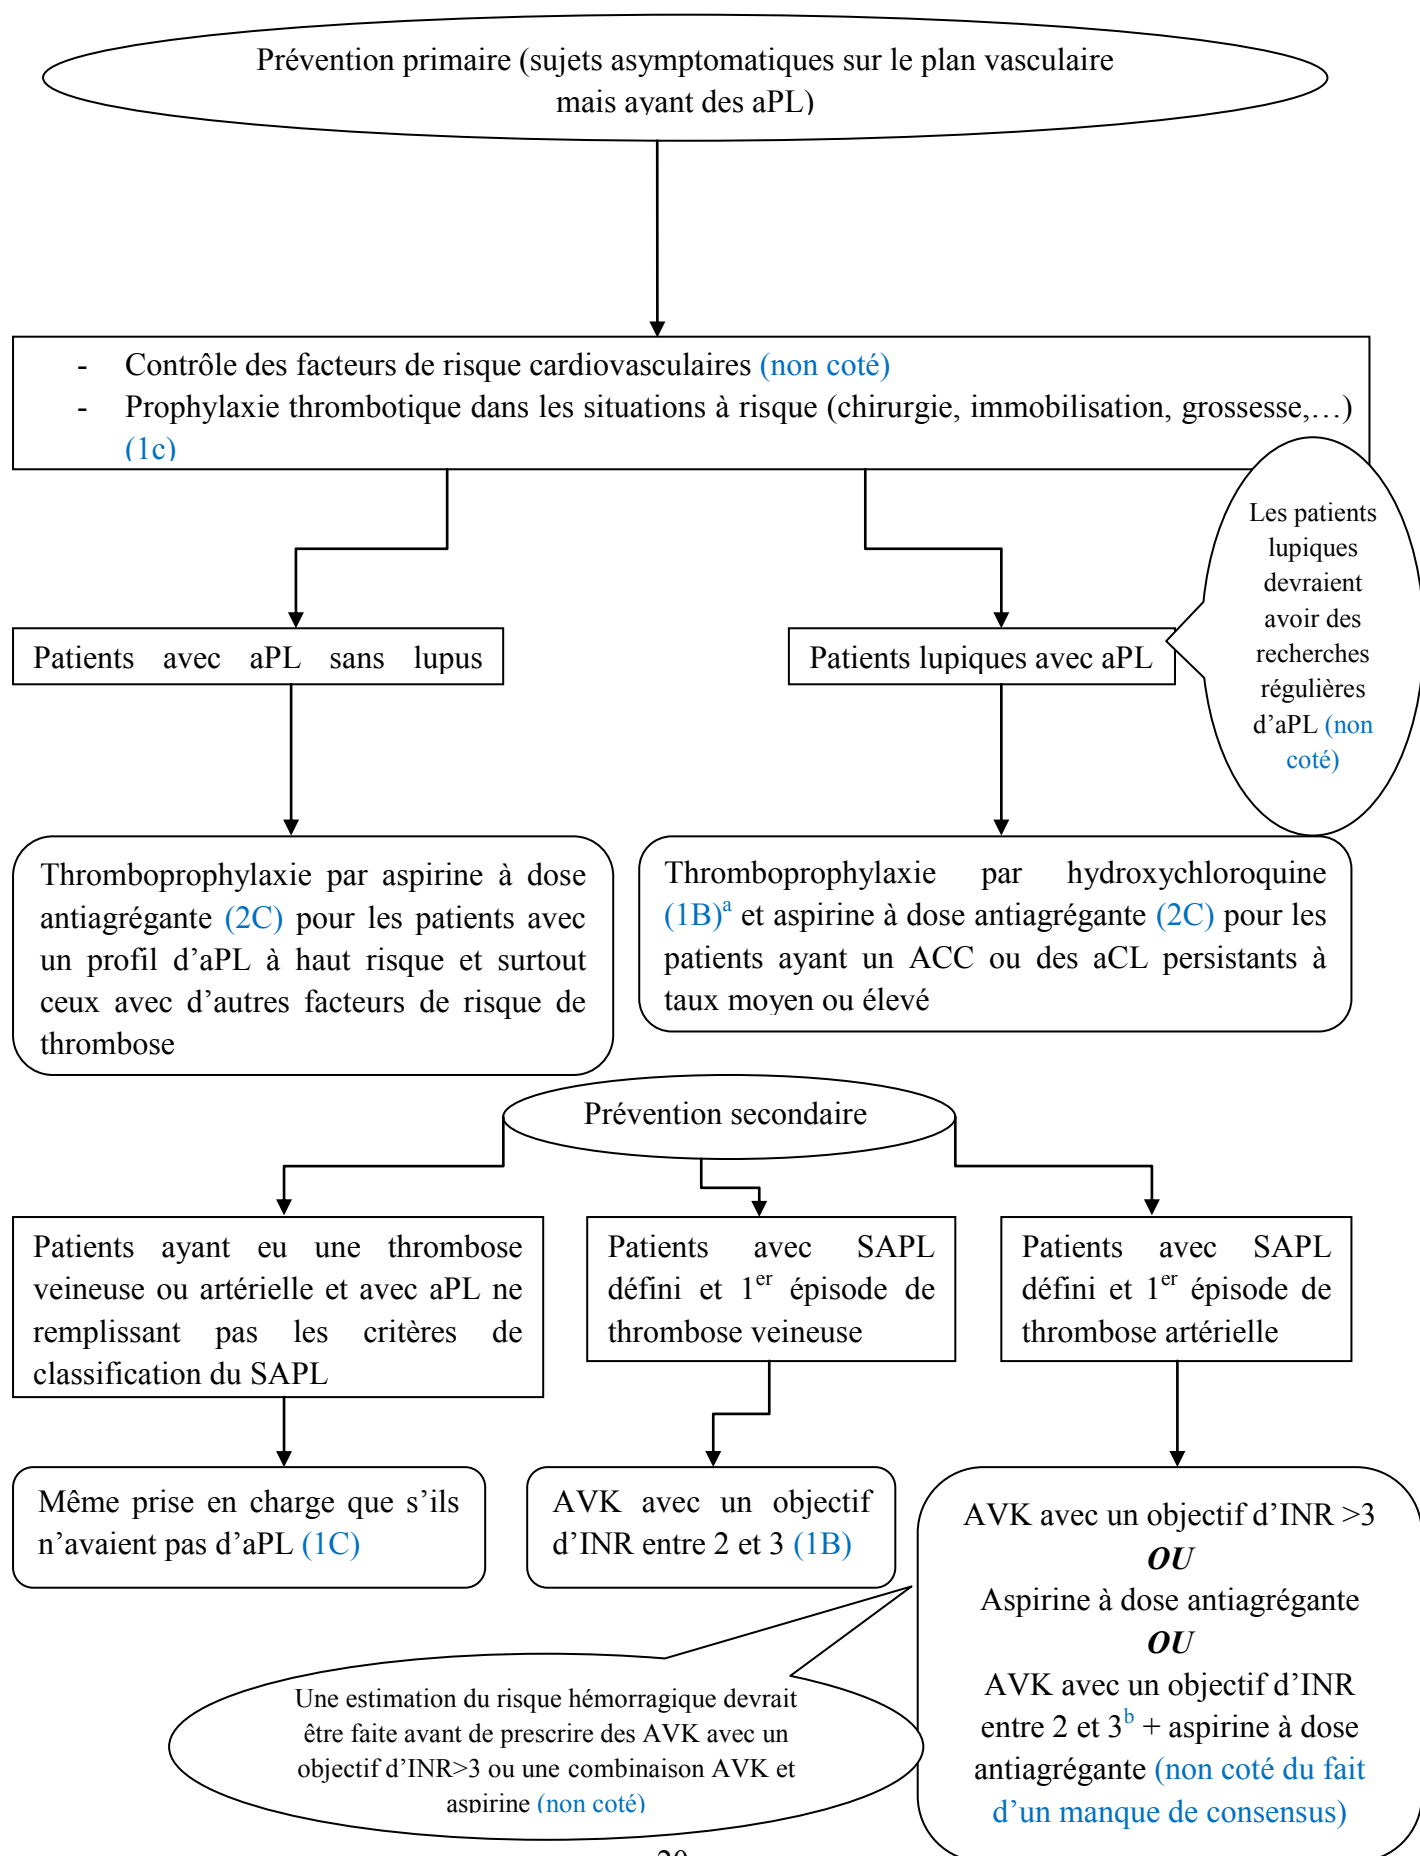 Prévention primaire (sujets asymptomatiques sur le plan vasculaire
mais ayant des aPL)
- Contrôle des facteurs de risque cardiovasculaires (non coté)
- Prophylaxie thrombotique dans les situations à risque (chirurgie, immobilisation, grossesse,…)
(1c)
Les patients
lupiques
devraient
avoir des
recherches
régulières
d’aPL (non
coté)
Patients avec aPL sans lupus
Patients lupiques avec aPL
Thromboprophylaxie par aspirine à dose
antiagrégante (2C) pour les patients avec
un profil d’aPL à haut risque et surtout
ceux avec d’autres facteurs de risque de
thrombose
Thromboprophylaxie par hydroxychloroquine
(1B)a et aspirine à dose antiagrégante (2C) pour les
patients ayant un ACC ou des aCL persistants à
taux moyen ou élevé
Prévention secondaire
Patients ayant eu une thrombose
veineuse ou artérielle et avec aPL ne
remplissant pas les critères de
classification du SAPL
Patients avec SAPL
défini et 1er épisode de
thrombose veineuse
Patients avec SAPL
défini et 1er épisode de
thrombose artérielle
Même prise en charge que s’ils
n’avaient pas d’aPL (1C)
AVK avec un objectif
d’INR entre 2 et 3 (1B)
AVK avec un objectif d’INR >3
OU
Aspirine à dose antiagrégante
OU
AVK avec un objectif d’INR
entre 2 et 3b + aspirine à dose
antiagrégante (non coté du fait
d’un manque de consensus)
Une estimation du risque hémorragique devrait
être faite avant de prescrire des AVK avec un
objectif d’INR>3 ou une combinaison AVK et
aspirine (non coté)
20